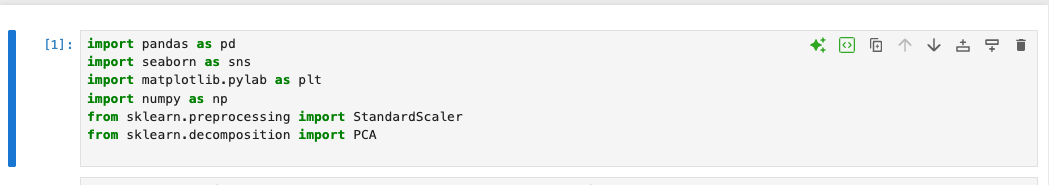 [1]: import pandas as pd
import seaborn as sns
import matplotlib.pylab as plt
import numpy as np
from sklearn.preprocessing import StandardScaler
from sklearn.decomposition import PCA